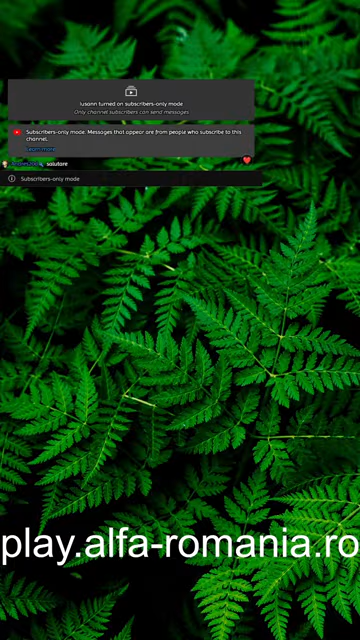 iusann turned on subscribers-only mode
Only channel subscribers can send messages
Subscribers-only mode. Messages that appear are from people who subscribe to this
channel.
Learn more
salutare
Subscribers-only mode
play.alfa-romania.ro